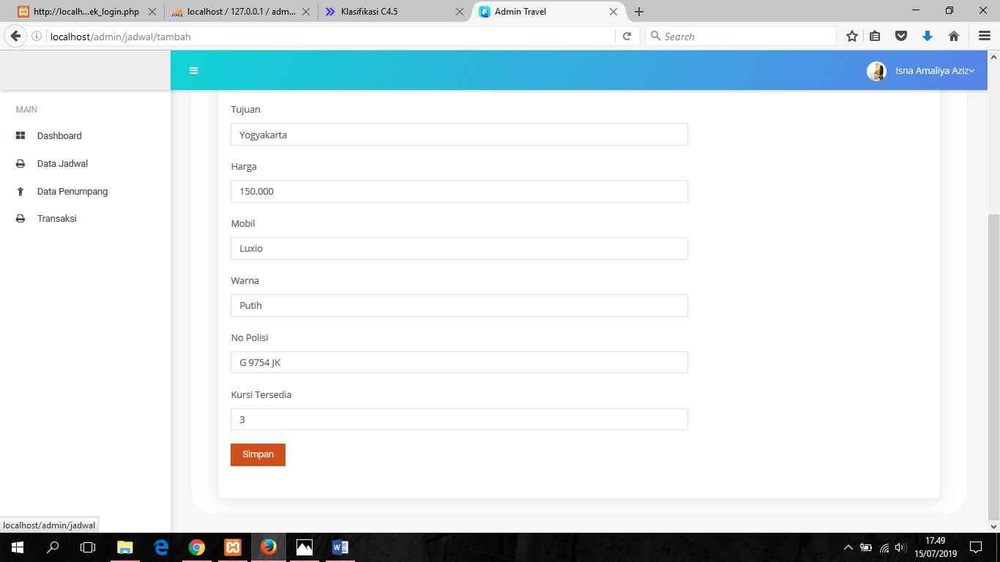 http://localh...ek_login.php
localhost / 127.0.0.1 / adm...
Klasifikasi C4.5
Admin Travel
localhost/admin/jadwal/tambah
Search
Isna Amaliya Aziz
MAIN
Dashboard
Data Jadwal
Data Penumpang
Transaksi
Tujuan
Yogyakarta
Harga
150.000
Mobil
Luxio
Warna
Putih
No Polisi
G 9754 JK
Kursi Tersedia
3
Simpan
localhost/admin/jadwal
17.49
15/07/2019